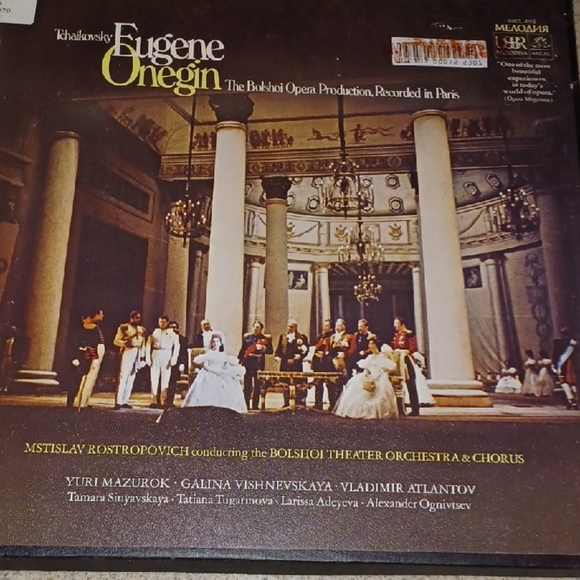 Tchaikovsky Eugene
Onegin The Bolshoi Opera Production, Recorded in Paris
МЕЛОДИЯ
"One of the most
beautiful
experiences
in today's
world of opera."
(Opera Magazine)
MSTISLAV ROSTROPOVICH conducting the BOLSHOI THEATER ORCHESTRA & CHORUS
YURI MAZUROK · GALINA VISHNEVSKAYA · VLADIMIR ATLANTOV
Tamara Sinyavskaya · Tatiana Tugarinova · Larissa Adeyeva · Alexander Ognivtsev